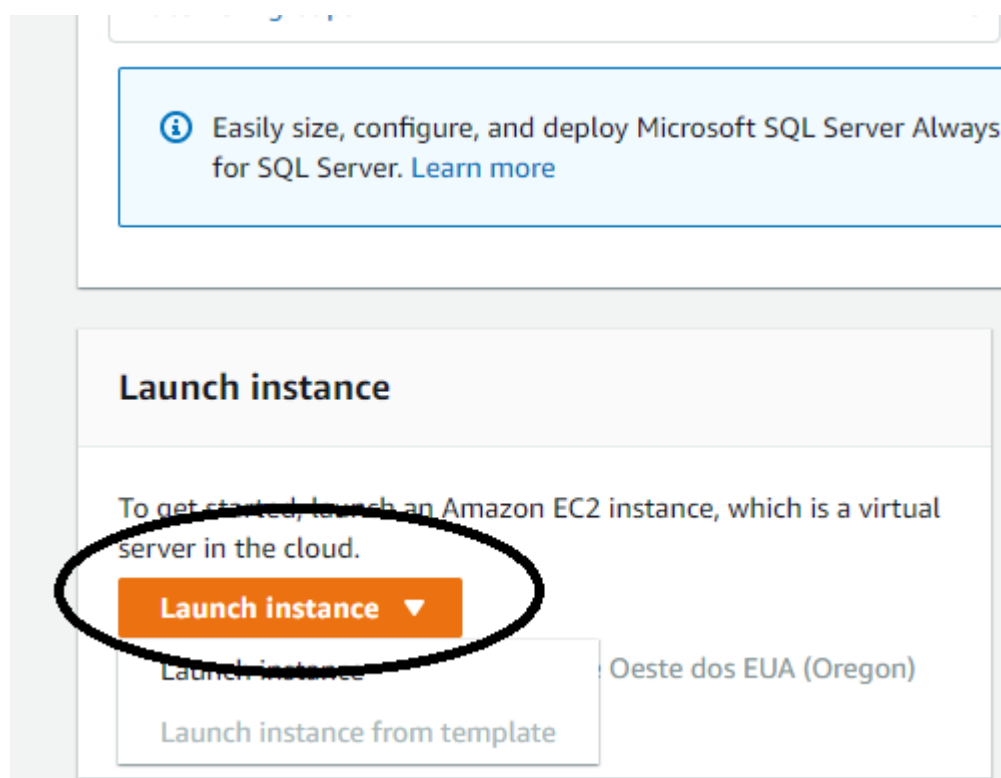 Easily size, configure, and deploy Microsoft SQL Server Always
for SQL Server. Learn more
Launch instance
To get started, launch an Amazon EC2 instance, which is a virtual
server in the cloud.
Launch instance
Launch instance
Oeste dos EUA (Oregon)
Launch instance from template